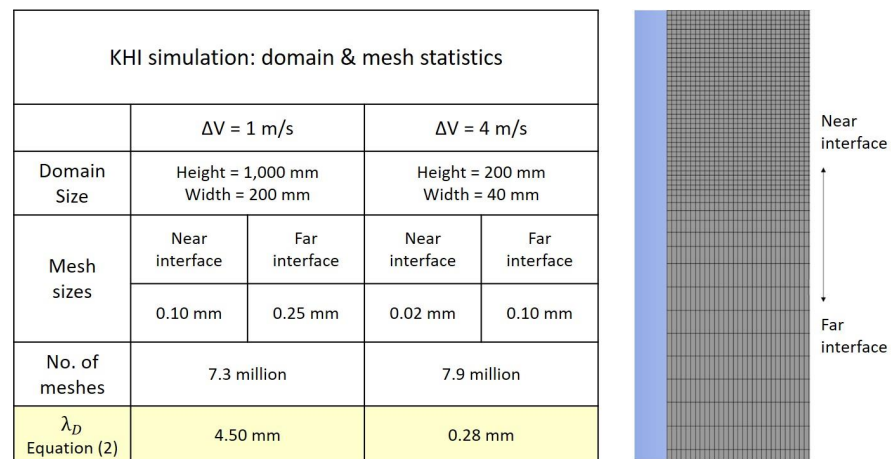 KHI simulation: domain & mesh statistics
ΔV = 1 m/s
ΔV = 4 m/s
Domain
Size
Height = 1,000 mm
Width = 200 mm
Height = 200 mm
Width = 40 mm
Mesh
sizes
Near
interface
Far
interface
Near
interface
Far
interface
0.10 mm
0.25 mm
0.02 mm
0.10 mm
No. of
meshes
7.3 million
7.9 million
λD
Equation (2)
4.50 mm
0.28 mm
Near
interface
Far
interface